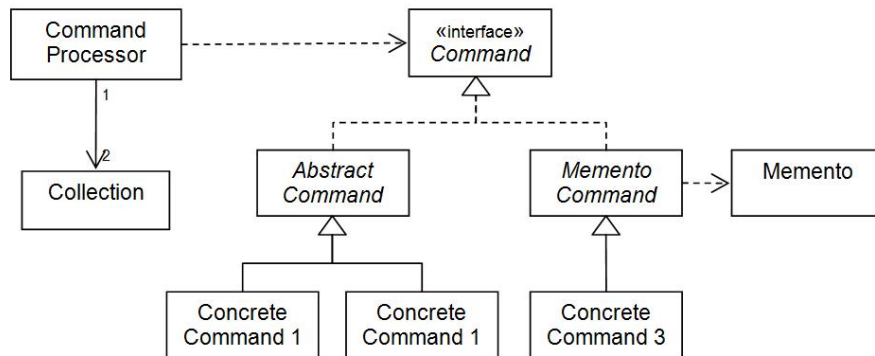 Command
Processor
«interface»
Command
1
2
Collection
Abstract
Command
Memento
Command
Memento
Concrete
Command 1
Concrete
Command 1
Concrete
Command 3